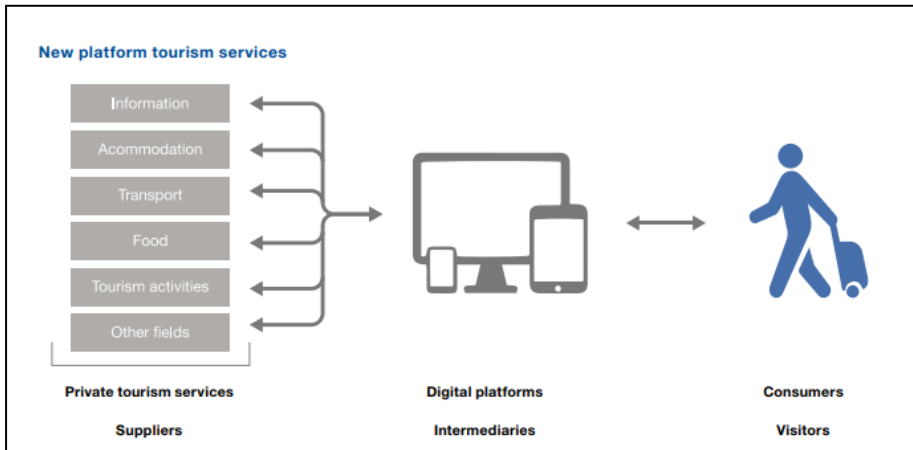 New platform tourism services
Information
Acommodation
Transport
Food
Tourism activities
Other fields
Private tourism services
Digital platforms
Consumers
Suppliers
Intermediaries
Visitors